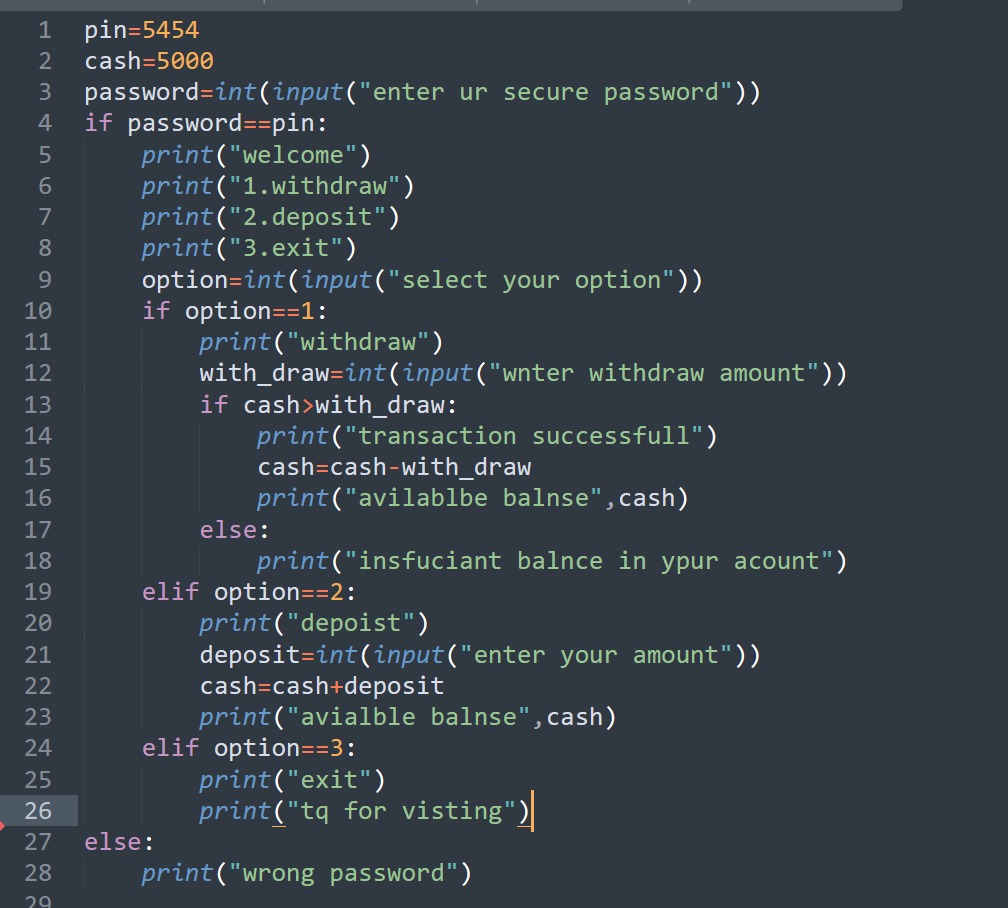 1 pin=5454
2 cash=5000
3 password=int(input("enter ur secure password"))
4 if password==pin:
5     print("welcome")
6     print("1.withdraw")
7     print("2.deposit")
8     print("3.exit")
9     option=int(input("select your option"))
10     if option==1:
11         print("withdraw")
12         with_draw=int(input("wnter withdraw amount"))
13         if cash>with_draw:
14             print("transaction successfull")
15             cash=cash-with_draw
16             print("avilablbe balnse",cash)
17         else:
18             print("insfuciant balnce in ypur acount")
19     elif option==2:
20         print("depoist")
21         deposit=int(input("enter your amount"))
22         cash=cash+deposit
23         print("avialble balnse",cash)
24     elif option==3:
25         print("exit")
26         print("tq for visting")
27 else:
28     print("wrong password")
29